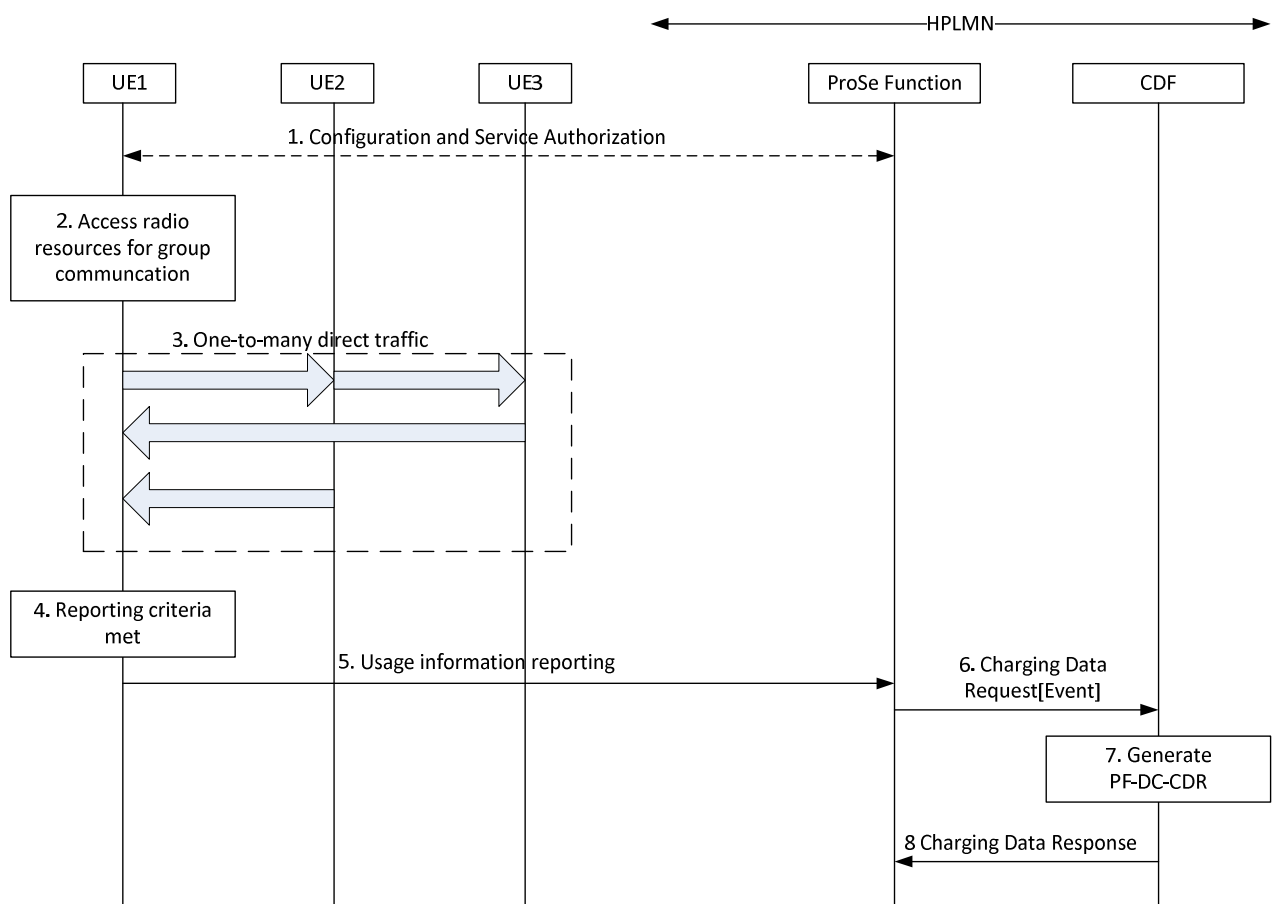 HPLMN
UE1
UE2
UE3
ProSe Function
CDF
1. Configuration and Service Authorization
2. Access radio
resources for group
communcation
3. One-to-many direct traffic
4. Reporting criteria
met
5. Usage information reporting
6. Charging Data
Request[Event]
7. Generate
PF-DC-CDR
8 Charging Data Response